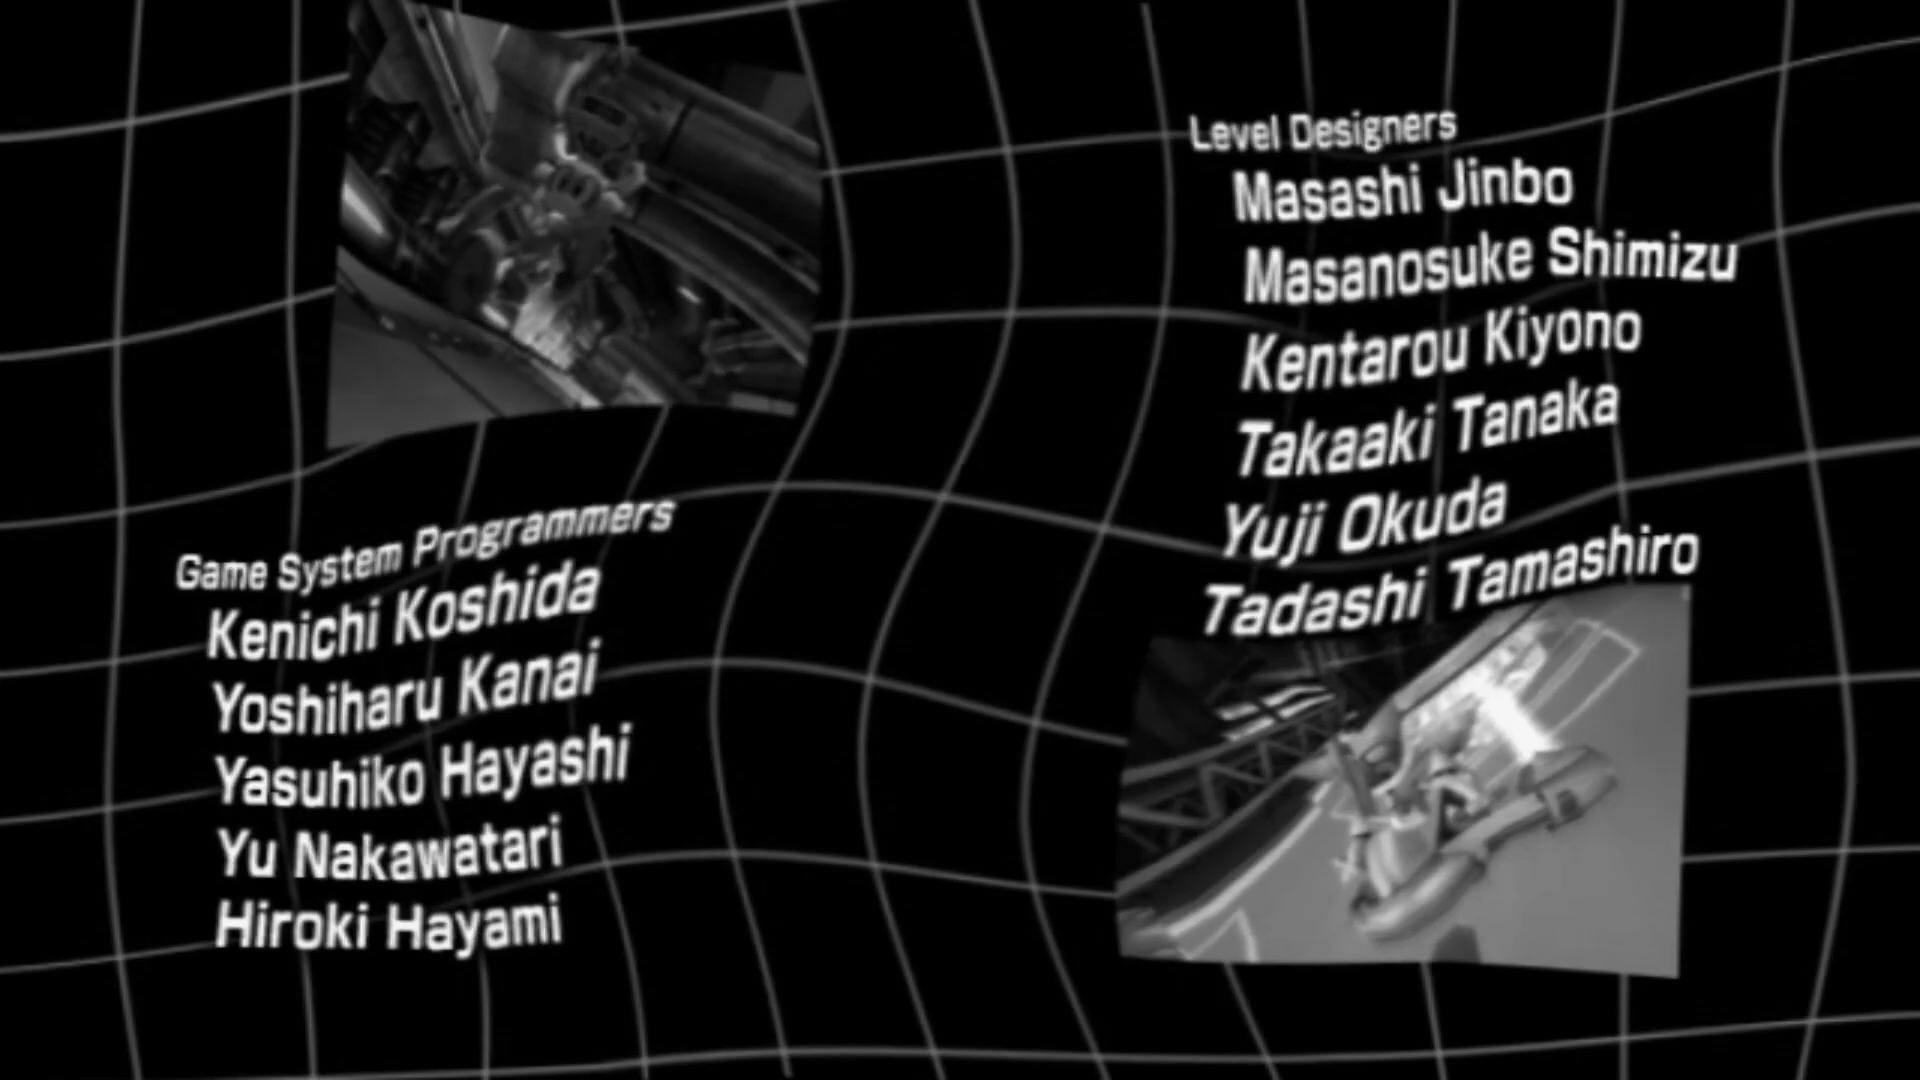 Game System Programmers
Kenichi Koshida
Yoshiharu Kanai
Yasuhiko Hayashi
Yu Nakawatari
Hiroki Hayami
Level Designers
Masashi Jinbo
Masanosuke Shimizu
Kentarou Kiyono
Takaaki Tanaka
Yuji Okuda
Tadashi Tamashiro